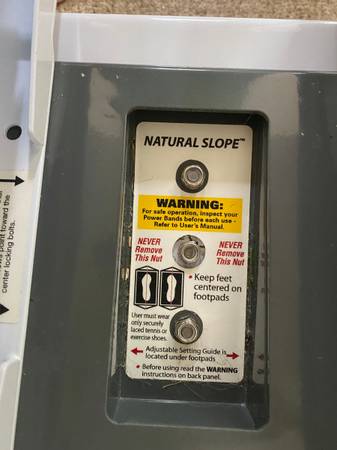 NATURAL SLOPE™
WARNING:
For safe operation, inspect your
Power Bands before each use -
Refer to User's Manual.
NEVER
Remove
This Nut
NEVER
Remove
This Nut
• Keep feet
centered on
footpads
User must wear
only securely
laced tennis or
exercise shoes.
Adjustable Setting Guide is
located under footpads
• Before using read the WARNING
instructions on back panel.
point toward the
center locking bolts.